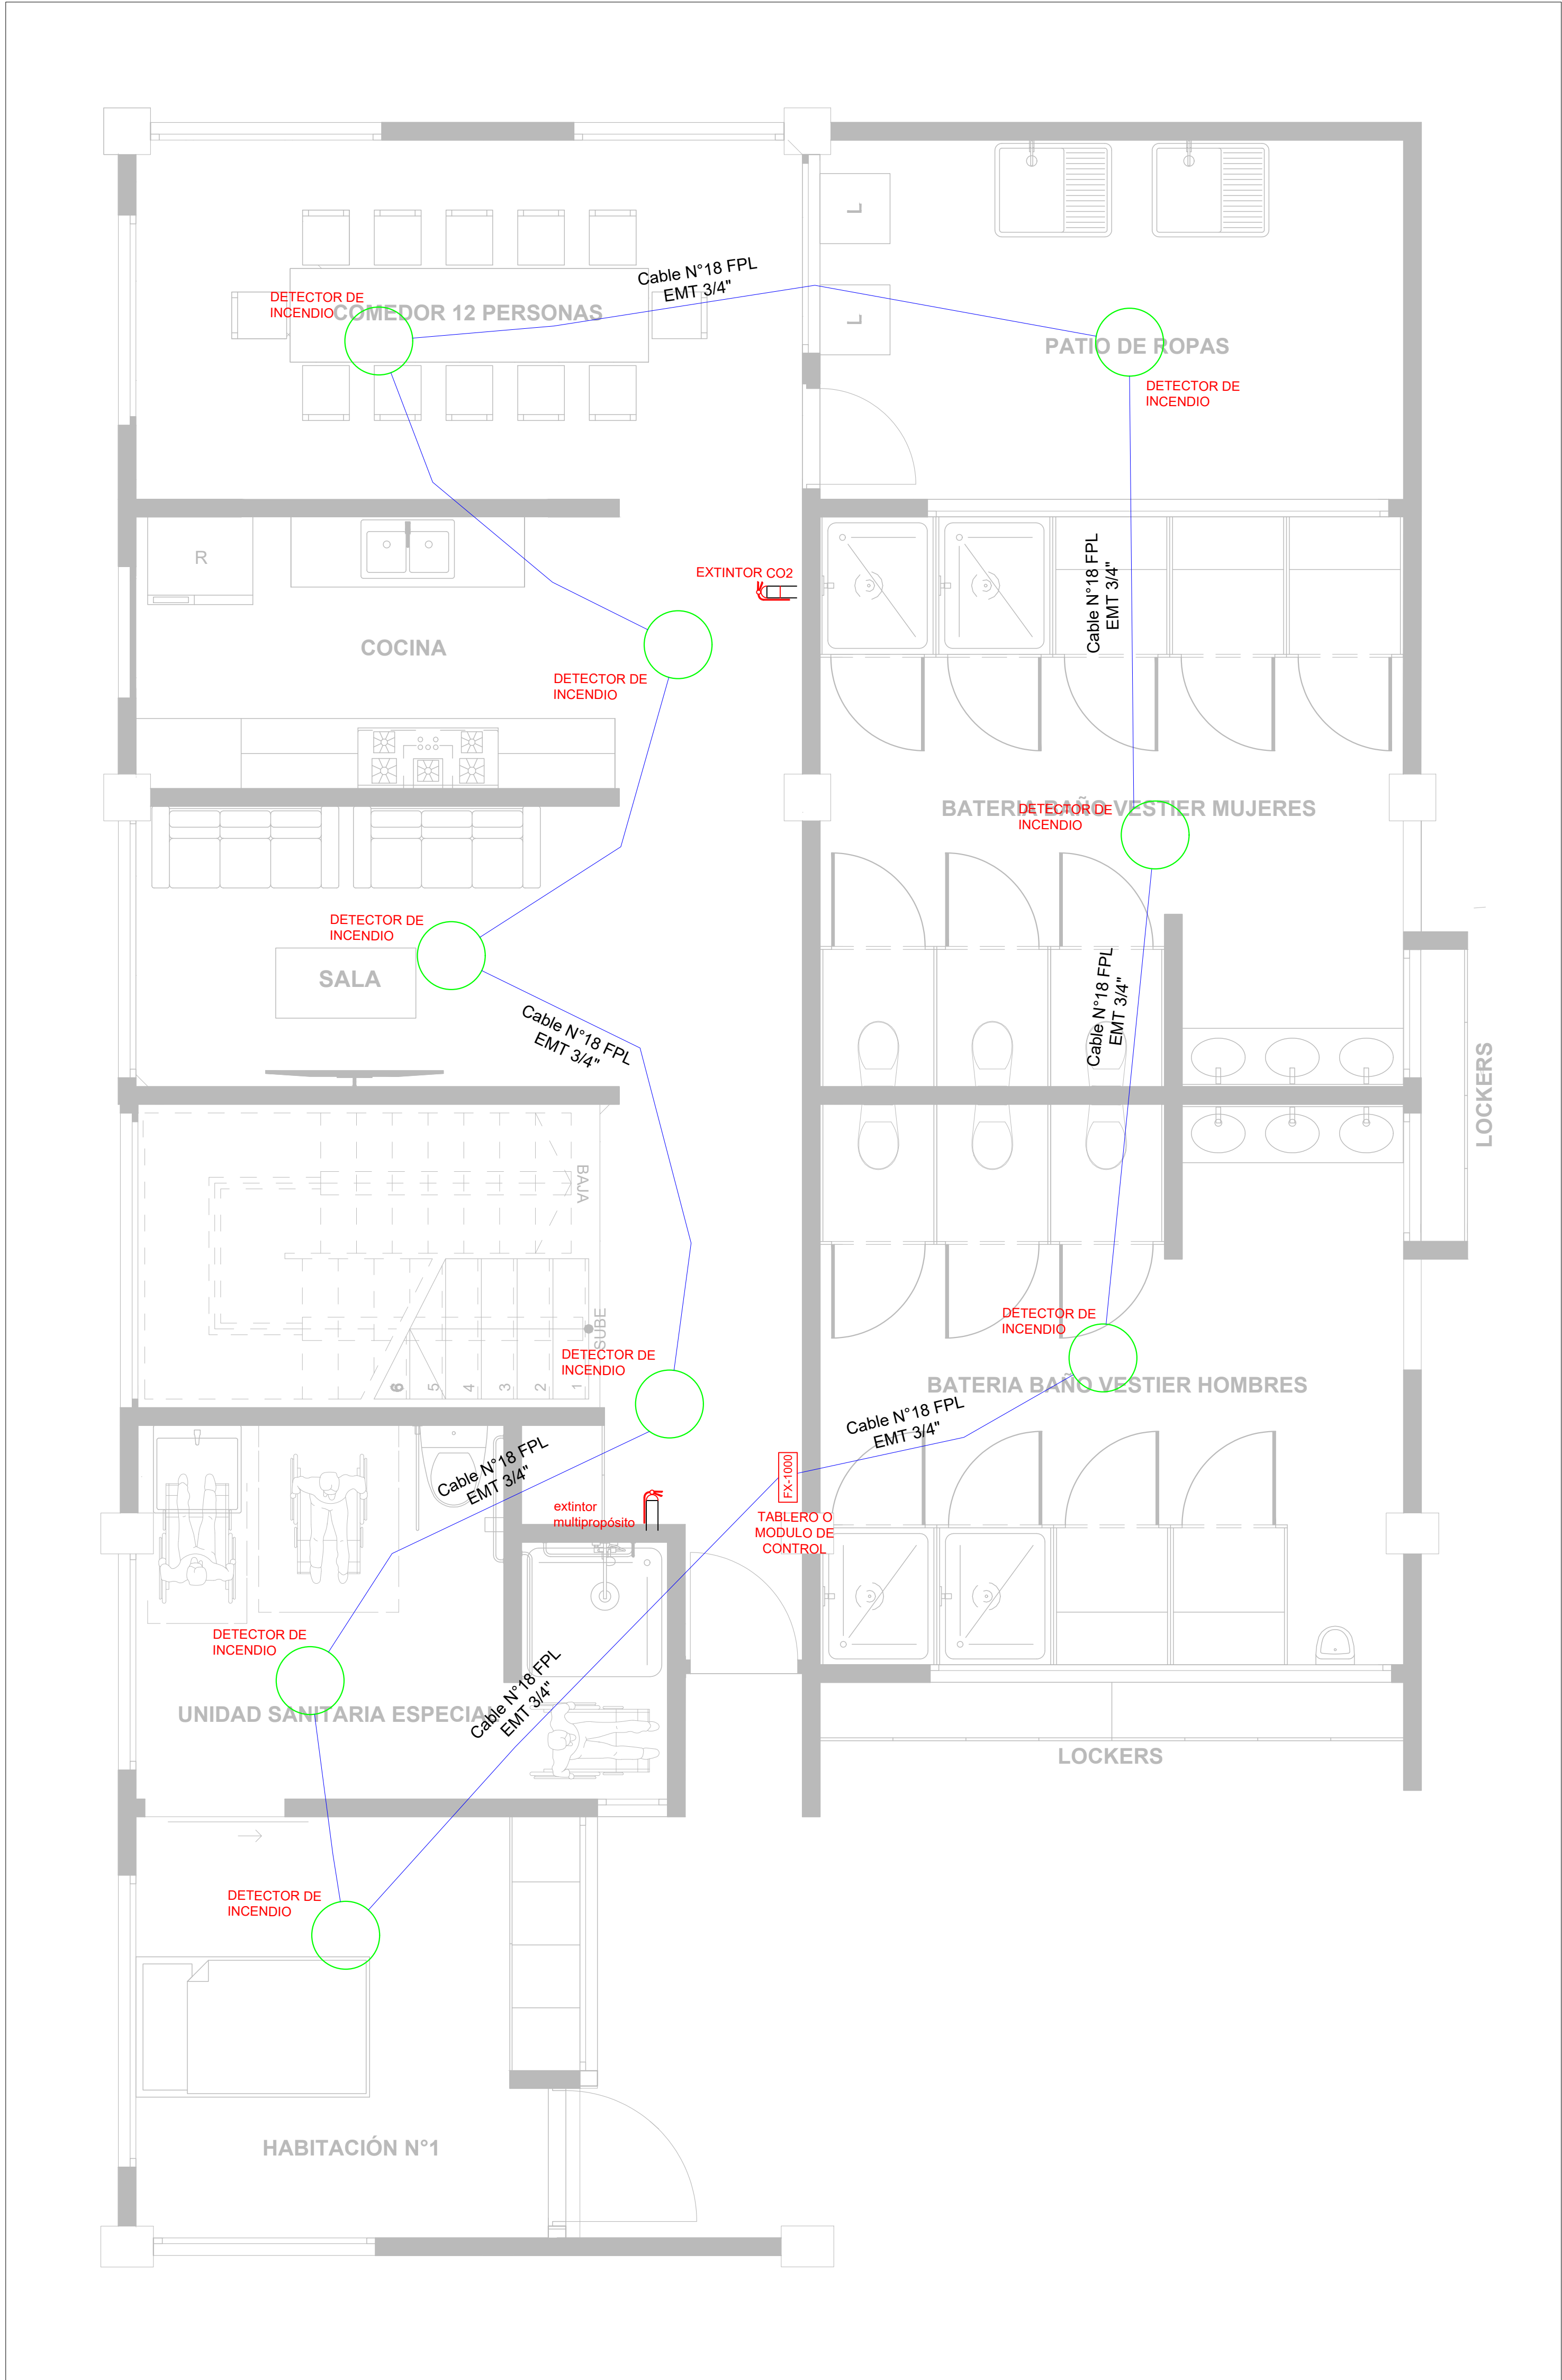 Cable N°18 FPL
EMT 3/4"
DETECTOR DE
INCENDIO
COMEDOR 12 PERSONAS
L
L
PATIO DE ROPAS
DETECTOR DE
INCENDIO
R
COCINA
EXTINTOR CO2
DETECTOR DE
INCENDIO
Cable N°18 FPL
EMT 3/4"
BATERIA BAÑO VESTIER MUJERES
DETECTOR DE
INCENDIO
DETECTOR DE
INCENDIO
SALA
Cable N°18 FPL
EMT 3/4"
Cable N°18 FPL
EMT 3/4"
LOCKERS
BAJA
SUBE
6
5
4
3
2
1
DETECTOR DE
INCENDIO
DETECTOR DE
INCENDIO
BATERIA BAÑO VESTIER HOMBRES
Cable N°18 FPL
EMT 3/4"
Cable N°18 FPL
EMT 3/4"
FX-1000
TABLERO O
MODULO DE
CONTROL
extintor
multipropósito
DETECTOR DE
INCENDIO
UNIDAD SANITARIA ESPECIAL
Cable N°18 FPL
EMT 3/4"
LOCKERS
DETECTOR DE
INCENDIO
HABITACIÓN N°1